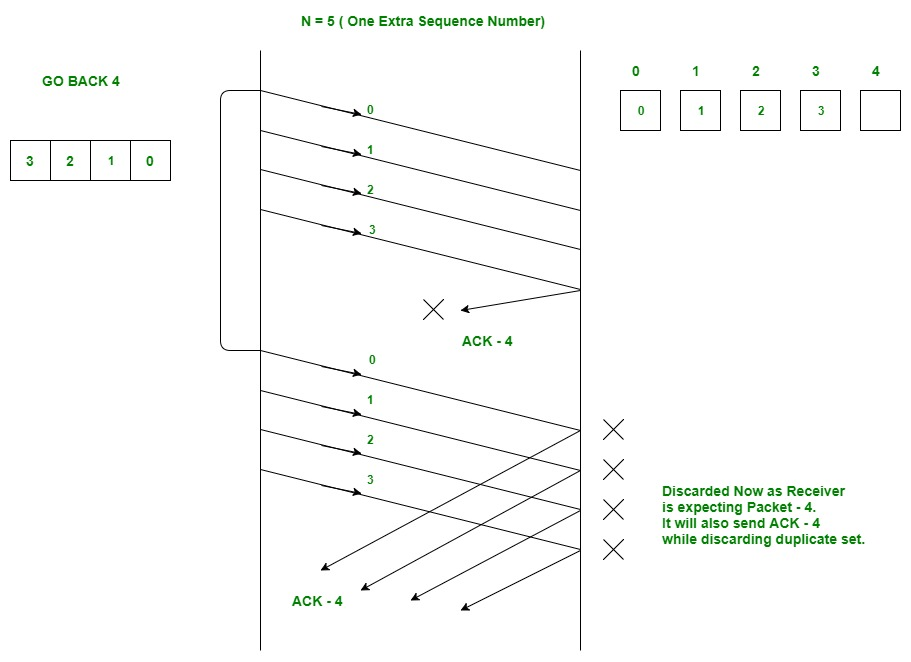 N = 5 ( One Extra Sequence Number)
GO BACK 4
3 2 1 0
0 1 2 3 4
0 1 2 3
0
1
2
3
ACK - 4
0
1
2
3
Discarded Now as Receiver
is expecting Packet - 4.
It will also send ACK - 4
while discarding duplicate set.
ACK - 4